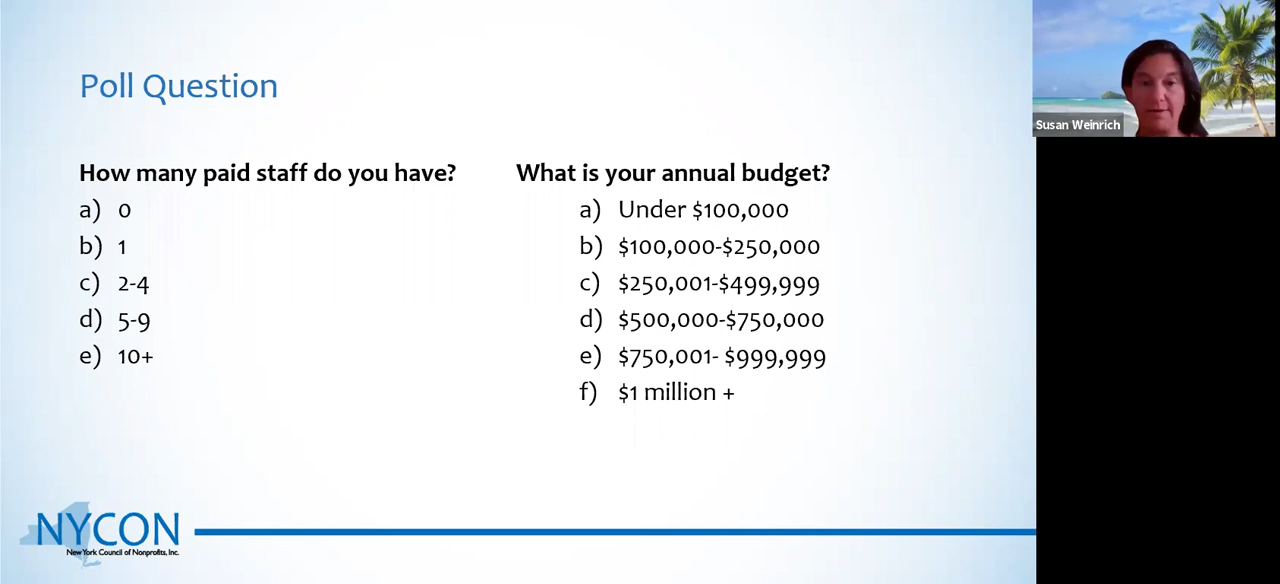 Poll Question
How many paid staff do you have?
a) 0
b) 1
c) 2-4
d) 5-9
e) 10+
What is your annual budget?
a) Under $100,000
b) $100,000-$250,000
c) $250,001-$499,999
d) $500,000-$750,000
e) $750,001- $999,999
f) $1 million +
Susan Weinrich
NYCON
New York Council of Nonprofits, Inc.